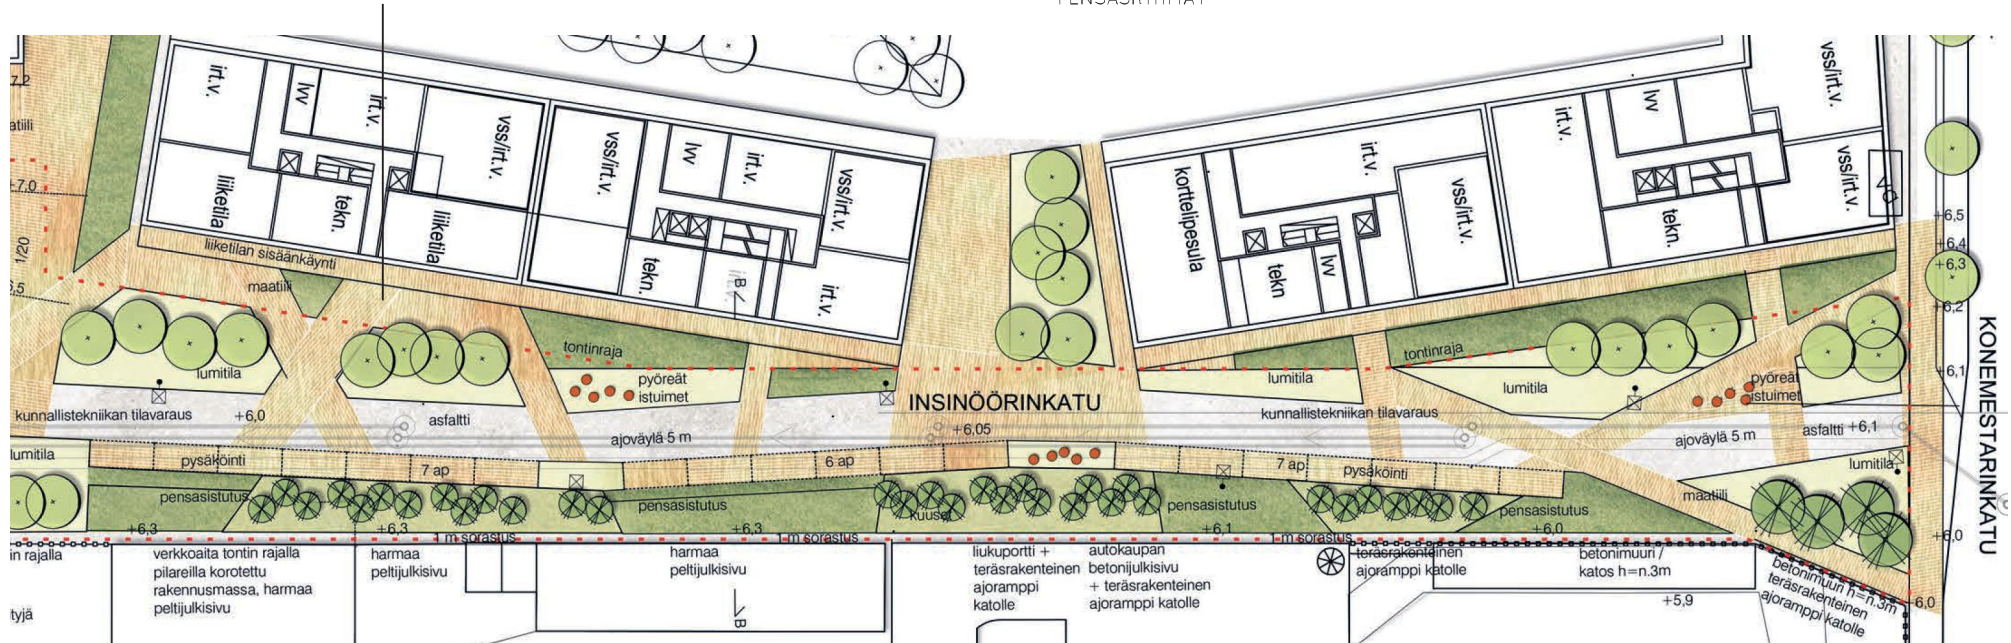 irt.v.
lvv
irt.v.
vss/irt.v.
vss/irt.v.
lvv
irt.v.
vss/irt.v.
liiketila
tekn.
liiketila
tekn.
irt.v.
irt.v.
korttelipesula
irt.v.
vss/irt.v.
tekn
lvv
irt.v.
lvv
vss/irt.v.
vss/irt.v.
tekn.
7,2
+7,0
1/20
liiketilan sisäänkäynti
maatiili
tontinraja
tontinraja
+6,5
+6,4
+6,3
+6,2
+6,1
lumitila
pyöreät
istuimet
lumitila
lumitila
pyöreät
istuimet
kunnallistekniikan tilavaraus
+6,0
asfaltti
INSINÖÖRINKATU
kunnallistekniikan tilavaraus
ajoväylä 5 m
+6,05
ajoväylä 5 m
asfaltti +6,1
KONEMESTARINKATU
lumitila
pysäköinti
7 ap
6 ap
7 ap
pysäköinti
lumitila
maatiili
pensasistutus
pensasistutus
kuuset
pensasistutus
pensasistutus
+6,3
+6,3
1 m sorastus
+6,3
1 m sorastus
+6,1
1 m sorastus
+6,0
+6,0
in rajalla
verkkoaita tontin rajalla
pilareilla korotettu
rakennusmassa, harmaa
peltijulkisivu
harmaa
peltijulkisivu
harmaa
peltijulkisivu
B
B
liukuportti +
teräsrakenteinen
ajoramppi
katolle
autokaupan
betonijulkisivu
+ teräsrakenteinen
ajoramppi katolle
teräsrakenteinen
ajoramppi katolle
betonimuuri /
katos h=n.3m
betonimuuri h=n.3m
teräsrakenteinen
ajoramppi katolle
+5,9
6,0
tyjä